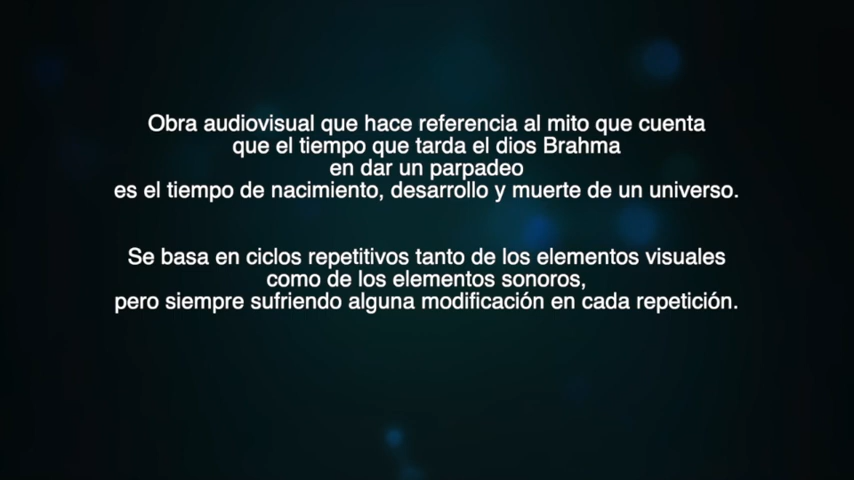 Obra audiovisual que hace referencia al mito que cuenta
que el tiempo que tarda el dios Brahma
en dar un parpadeo
es el tiempo de nacimiento, desarrollo y muerte de un universo.
Se basa en ciclos repetitivos tanto de los elementos visuales
como de los elementos sonoros,
pero siempre sufriendo alguna modificación en cada repetición.